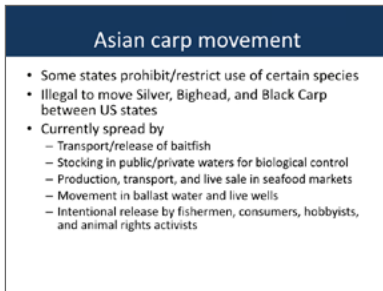 Asian carp movement
• Some states prohibit/restrict use of certain species
• Illegal to move Silver, Bighead, and Black Carp
between US states
• Currently spread by
– Transport/release of baitfish
– Stocking in public/private waters for biological control
– Production, transport, and live sale in seafood markets
– Movement in ballast water and live wells
– Intentional release by fishermen, consumers, hobbyists,
and animal rights activists